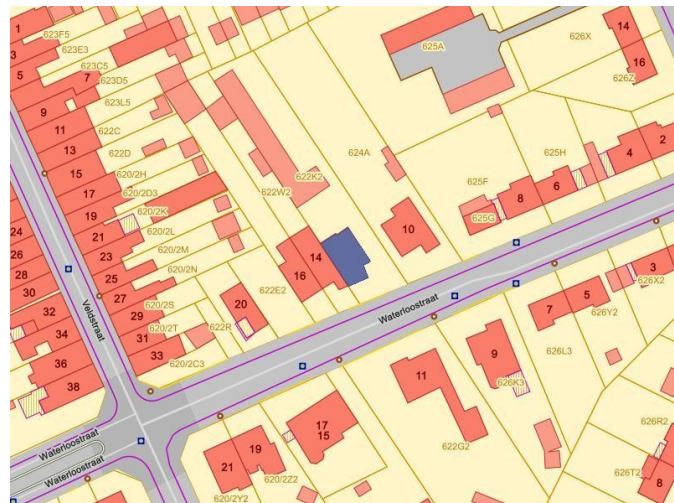 1
623F5
3
623E3
623C5
5
7
623D5
9
623L5
11
622C
13
622D
15
620/2H
17
620/2D3
620/2K
19
620/2L
21
620/2M
23
620/2N
25
27
620/2S
29
620/2T
31
33
620/2C3
24
26
28
30
32
34
36
38
Veldstraat
622R
20
622E2
16
14
622W2
622K2
624A
10
625A
626X
14
16
626Z
625F
625G
625H
8
6
4
2
Waterloostraat
3
626X2
5
626Y2
7
626L3
9
626K3
11
622G2
17
15
19
21
620/2Z2
620/2Y2
626R2
626T2
8
Waterloostraat
Waterloostraat